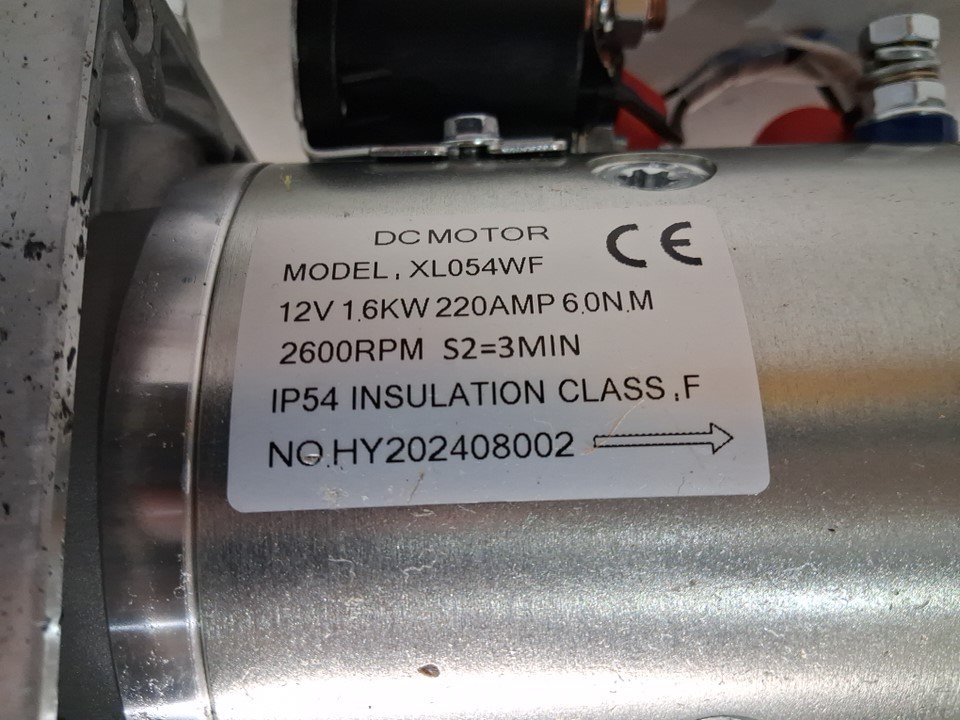 DC MOTOR
CE
MODEL, XL054WF
12V 1.6KW 220AMP 6.0N.M
2600RPM S2=3MIN
IP54 INSULATION CLASS .F
NO.HY202408002